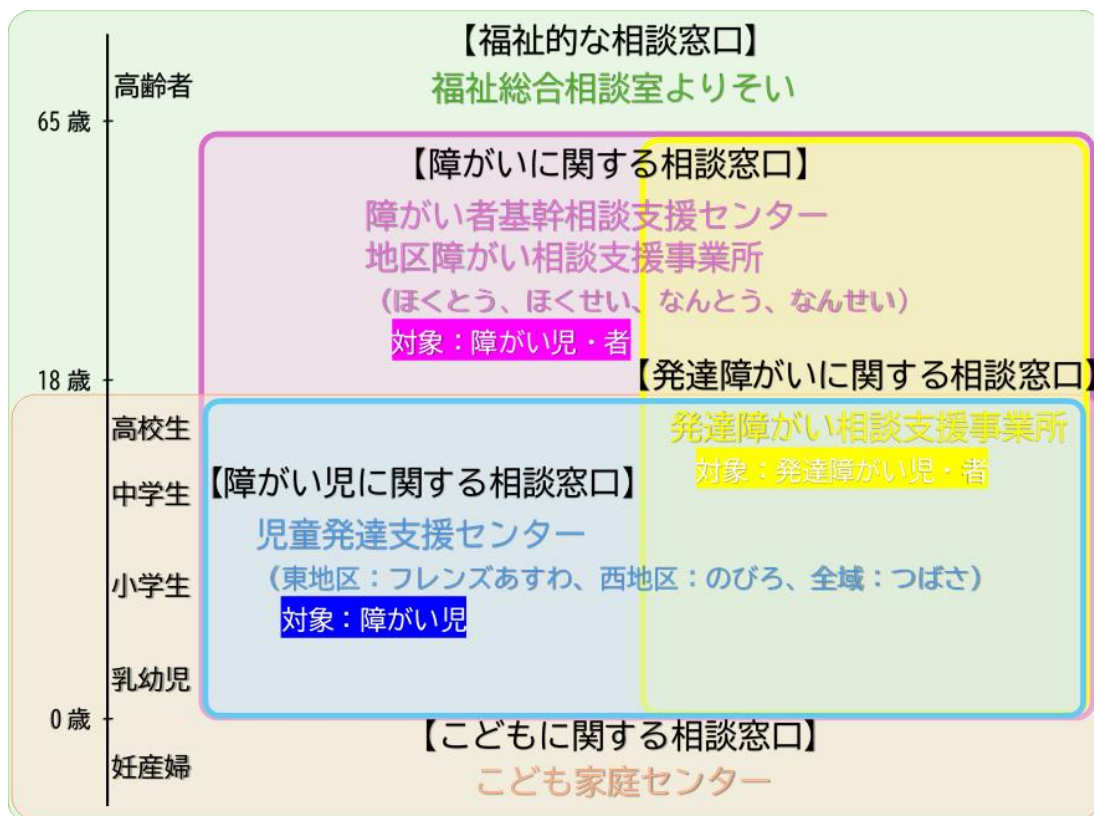 【福祉的な相談窓口】
福祉総合相談室よりそい
高齢者
65歳
【障がいに関する相談窓口】
障がい者基幹相談支援センター
地区障がい相談支援事業所
（ほくとう、ほくせい、なんとう、なんせい）
対象：障がい児・者
18歳
【発達障がいに関する相談窓口】
発達障がい相談支援事業所
対象：発達障がい児・者
高校生
中学生
【障がい児に関する相談窓口】
児童発達支援センター
（東地区：フレンズあすわ、西地区：のびろ、全域：つばさ）
小学生
対象：障がい児
乳幼児
0歳
【こどもに関する相談窓口】
こども家庭センター
妊産婦